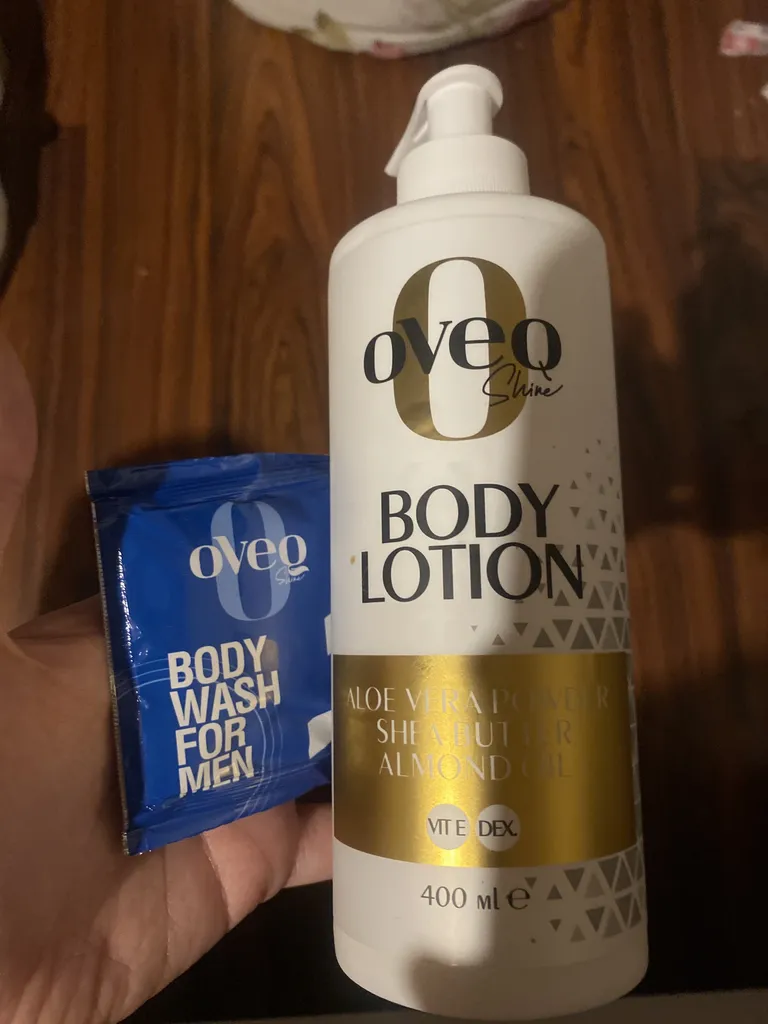 oveQ
Shine
BODY
LOTION
ALOE VERA POWDER
SHEA BUTTER
ALMOND OIL
VIT E DEX.
400 ml e
oveQ
Shine
BODY
WASH
FOR
MEN